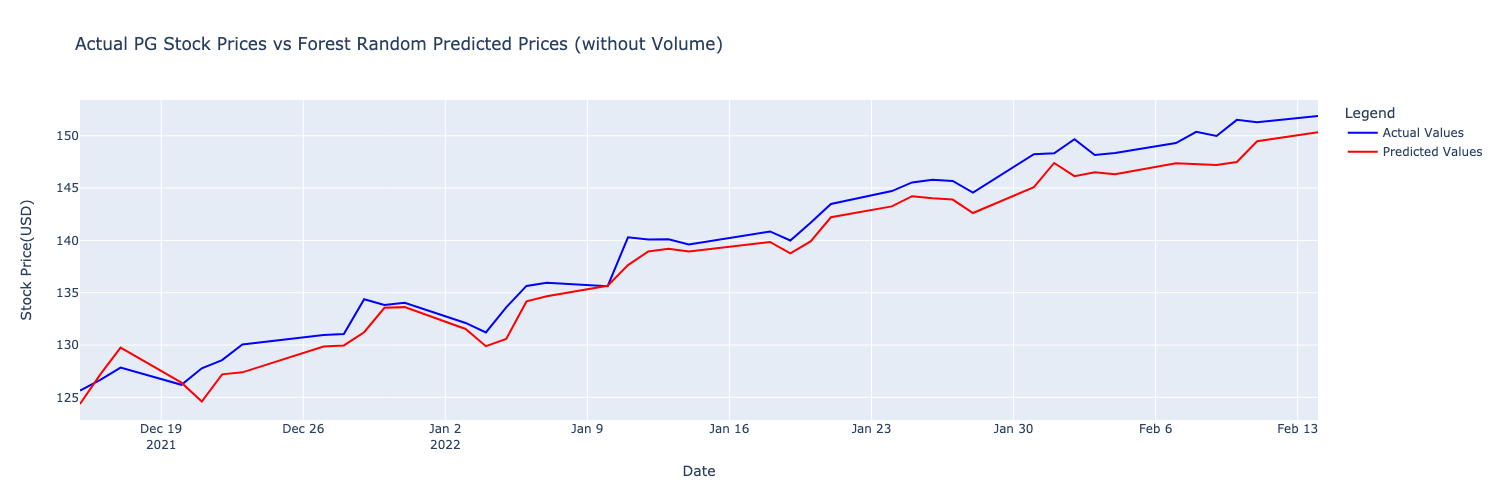 Actual PG Stock Prices vs Forest Random Predicted Prices (without Volume)
Legend
Actual Values
Predicted Values
Stock Price(USD)
150
145
140
135
130
125
Dec 19
2021
Dec 26
Jan 2
2022
Jan 9
Jan 16
Jan 23
Jan 30
Feb 6
Feb 13
Date